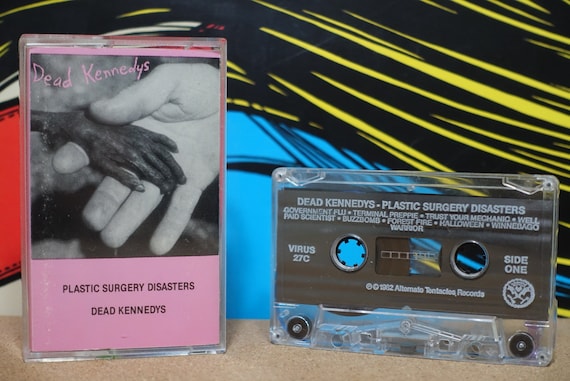 Dead Kennedys
PLASTIC SURGERY DISASTERS
DEAD KENNEDYS
DEAD KENNEDYS - PLASTIC SURGERY DISASTERS
GOVERNMENT FLU • TERMINAL PREPPIE • TRUST YOUR MECHANIC • WELL
PAID SCIENTIST • BUZZBOMB • FOREST FIRE • HALLOWEEN • WINNEBAGO
WARRIOR
VIRUS
27C
SIDE
ONE
© ℗ 1982 Alternate Tentacles Records